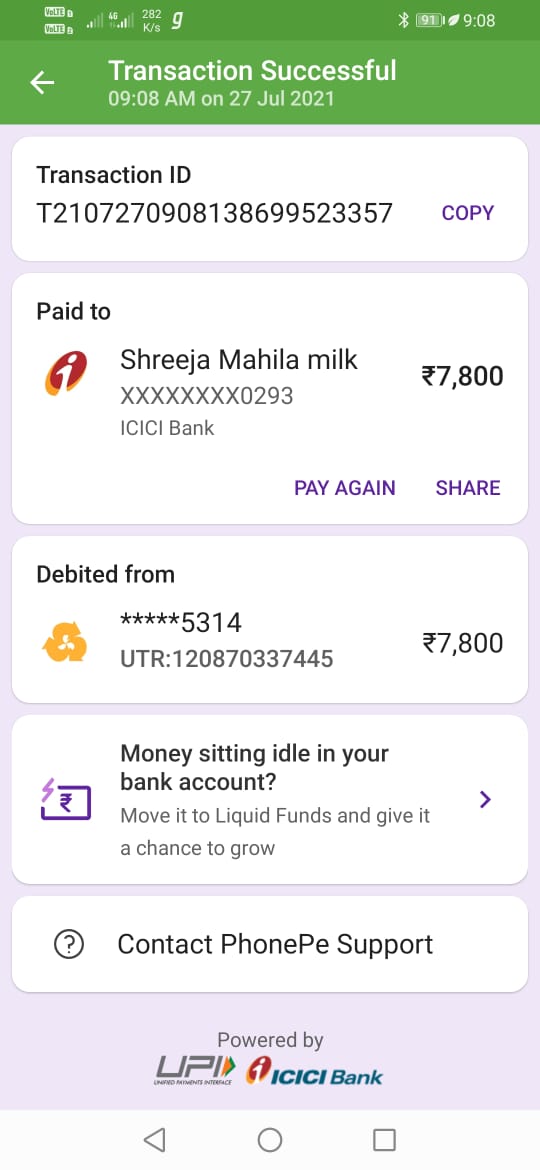 VoLTE 1
VoLTE 2
4G
282
K/s
g
91
9:08
Transaction Successful
09:08 AM on 27 Jul 2021
Transaction ID
T2107270908138699523357
COPY
Paid to
Shreeja Mahila milk
₹7,800
XXXXXXXX0293
ICICI Bank
PAY AGAIN
SHARE
Debited from
*****5314
₹7,800
UTR:120870337445
Money sitting idle in your
bank account?
Move it to Liquid Funds and give it
a chance to grow
Contact PhonePe Support
Powered by
UPI
UNIFIED PAYMENTS INTERFACE
ICICI Bank